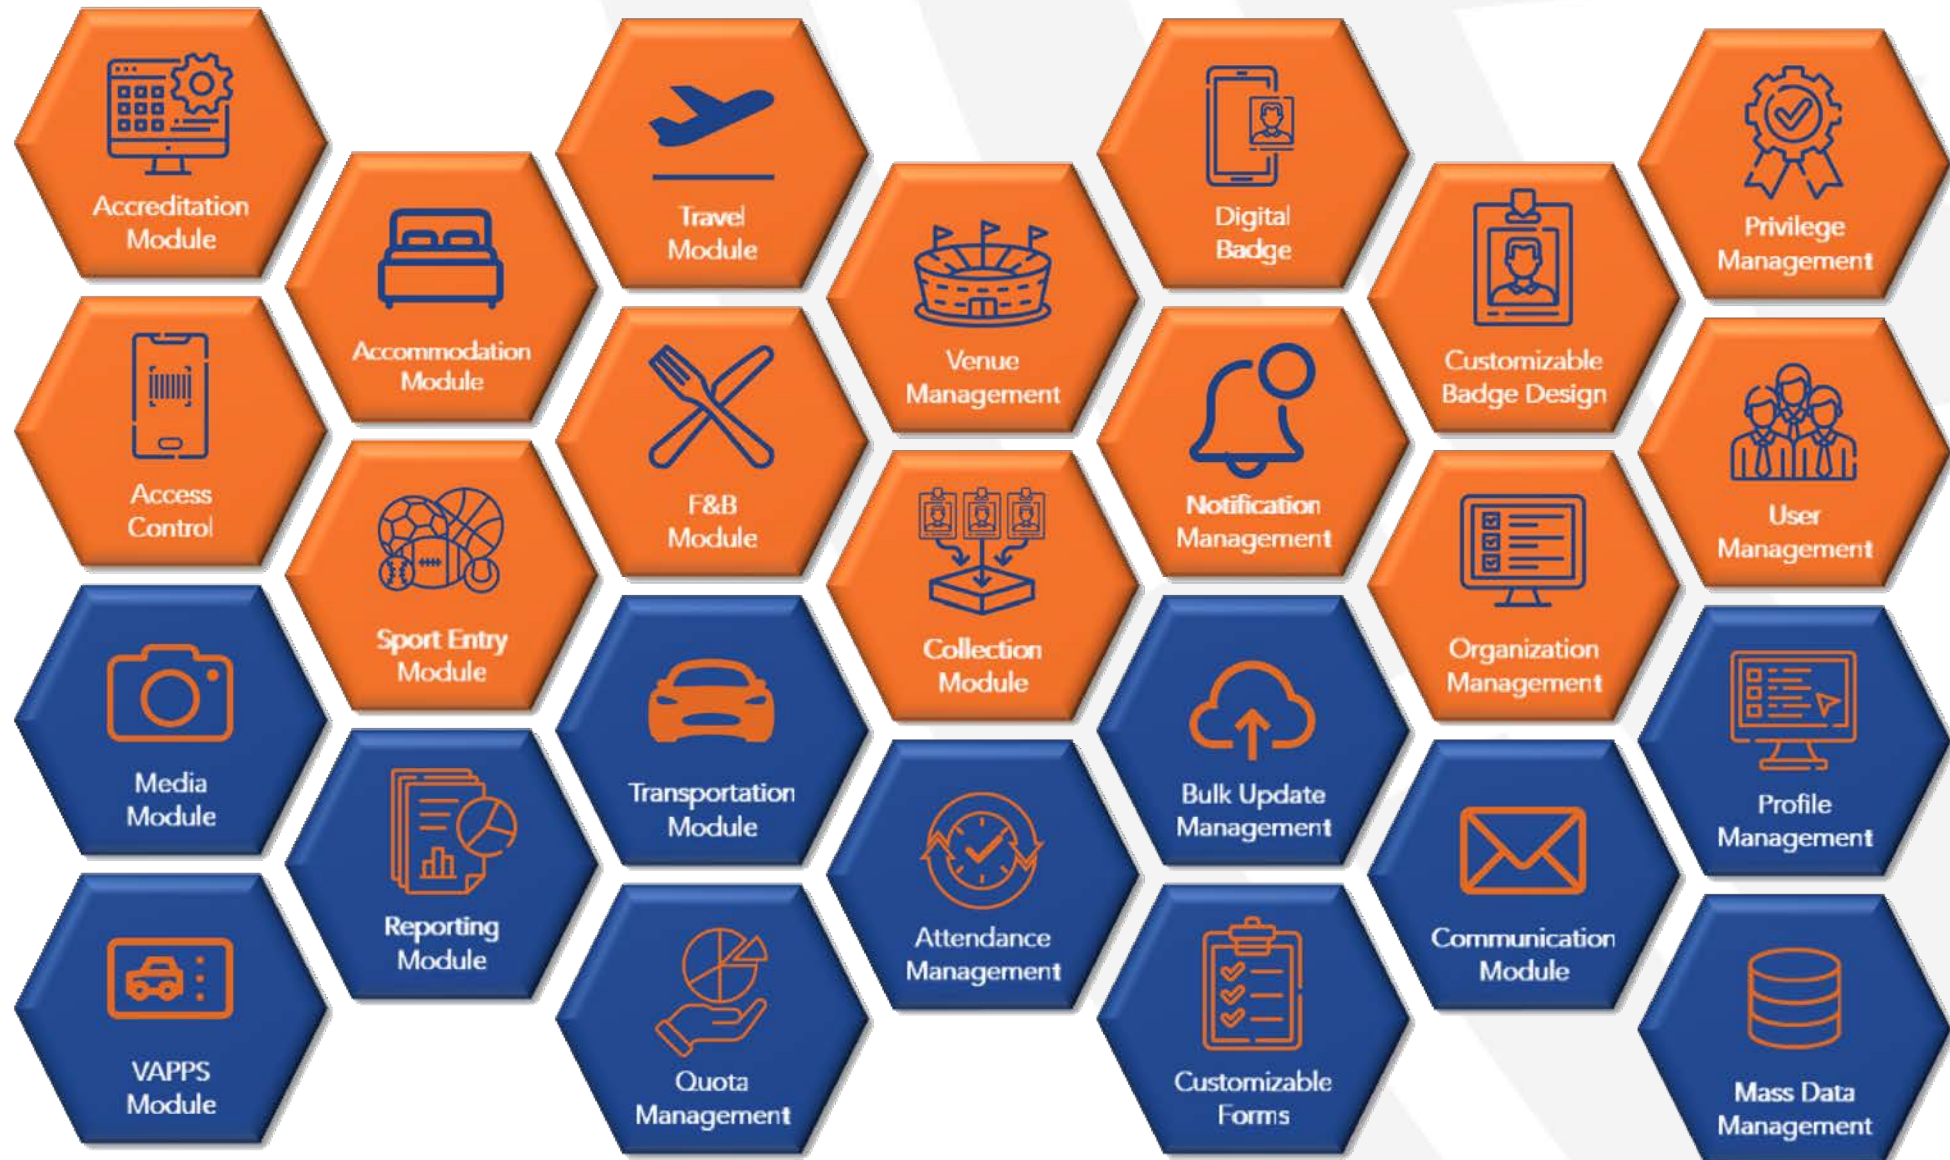 Accreditation
Module
Travel
Module
Digital
Badge
Privilege
Management
Accommodation
Module
Venue
Management
Customizable
Badge Design
Access
Control
F&B
Module
Notification
Management
User
Management
Sport Entry
Module
Collection
Module
Organization
Management
Media
Module
Transportation
Module
Bulk Update
Management
Profile
Management
Reporting
Module
Attendance
Management
Communication
Module
VAPPS
Module
Quota
Management
Customizable
Forms
Mass Data
Management